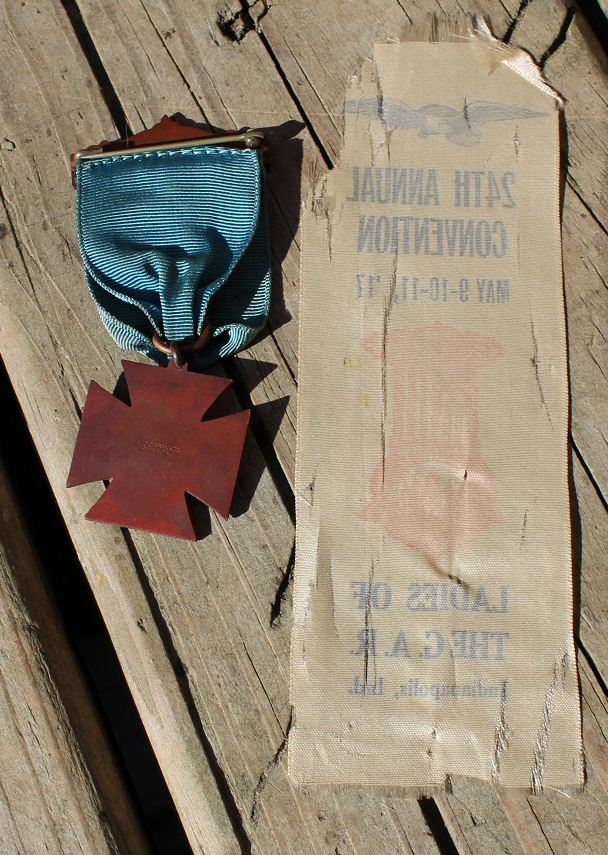 24TH ANNUAL
CONVENTION
MAY 9-10-11, '17
LADIES OF
THE G.A.R.
Indianapolis, Ind.